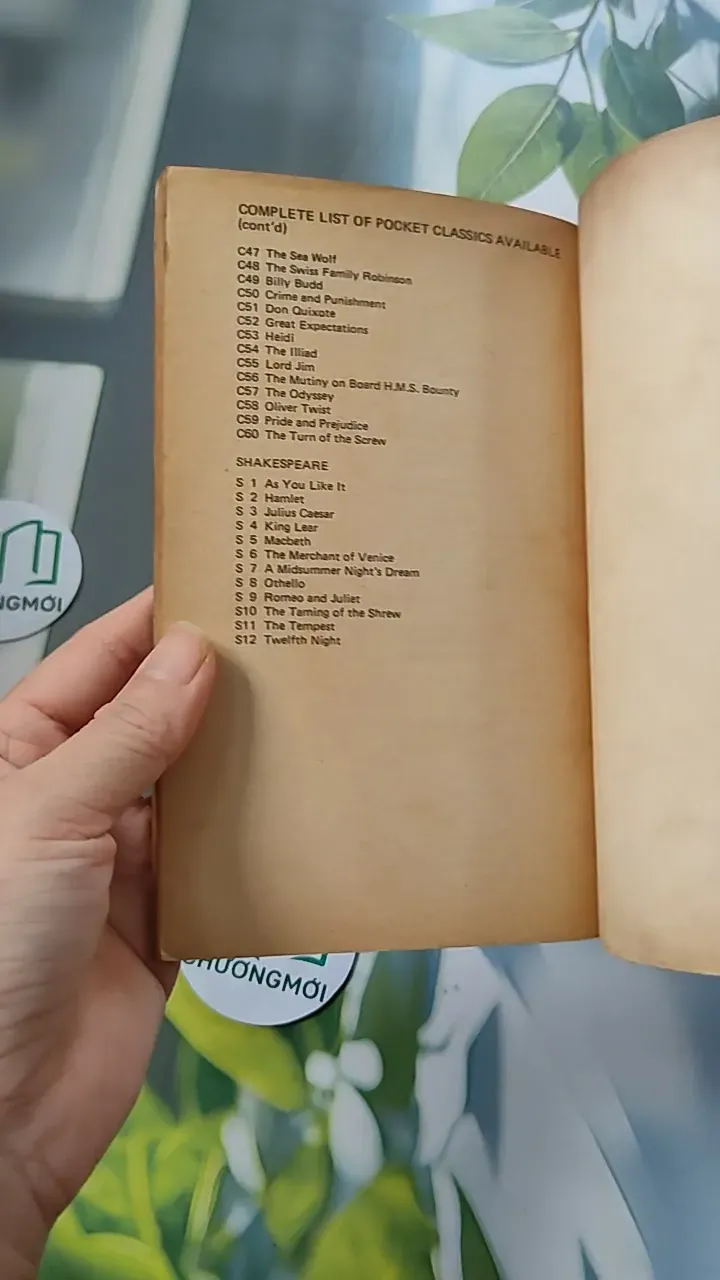 COMPLETE LIST OF POCKET CLASSICS AVAILABLE
(cont'd)
C47 The Sea Wolf
C48 The Swiss Family Robinson
C49 Billy Budd
C50 Crime and Punishment
C51 Don Quixote
C52 Great Expectations
C53 Heidi
C54 The Illiad
C55 Lord Jim
C56 The Mutiny on Board H.M.S. Bounty
C57 The Odyssey
C58 Oliver Twist
C59 Pride and Prejudice
C60 The Turn of the Screw
SHAKESPEARE
S 1 As You Like It
S 2 Hamlet
S 3 Julius Caesar
S 4 King Lear
S 5 Macbeth
S 6 The Merchant of Venice
S 7 A Midsummer Night's Dream
S 8 Othello
S 9 Romeo and Juliet
S10 The Taming of the Shrew
S11 The Tempest
S12 Twelfth Night
NGMỚI
CHƯƠNGMỚI